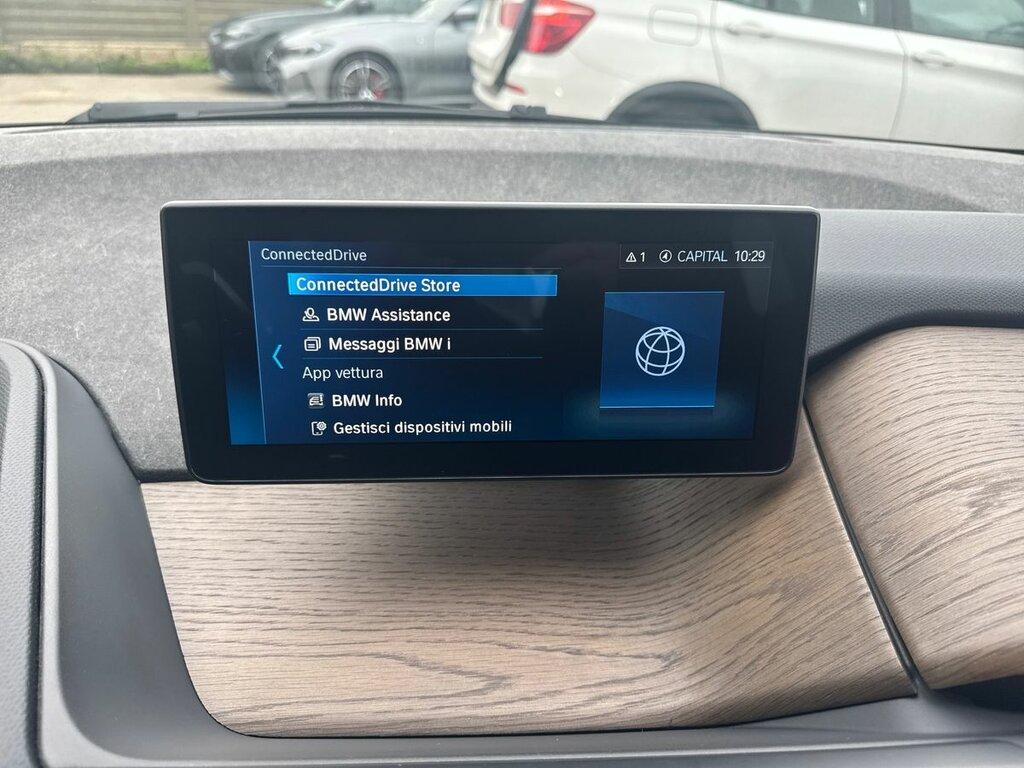 ConnectedDrive
1 CAPITAL 10:29
ConnectedDrive Store
BMW Assistance
Messaggi BMW i
App vettura
BMW Info
Gestisci dispositivi mobili